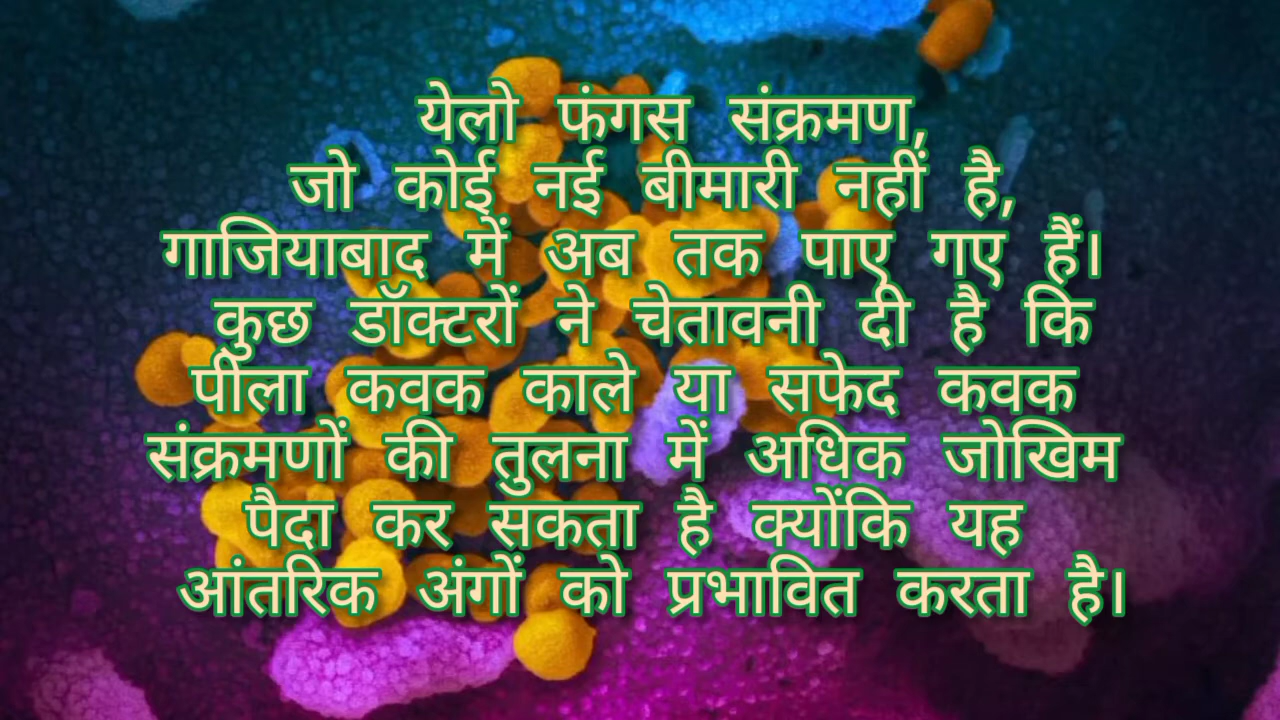 येलो फंगस संक्रमण,
जो कोई नई बीमारी नहीं है,
गाजियाबाद में अब तक पाए गए हैं।
कुछ डॉक्टरों ने चेतावनी दी है कि
पीला कवक काले या सफेद कवक
संक्रमणों की तुलना में अधिक जोखिम
पैदा कर सकता है क्योंकि यह
आंतरिक अंगों को प्रभावित करता है।